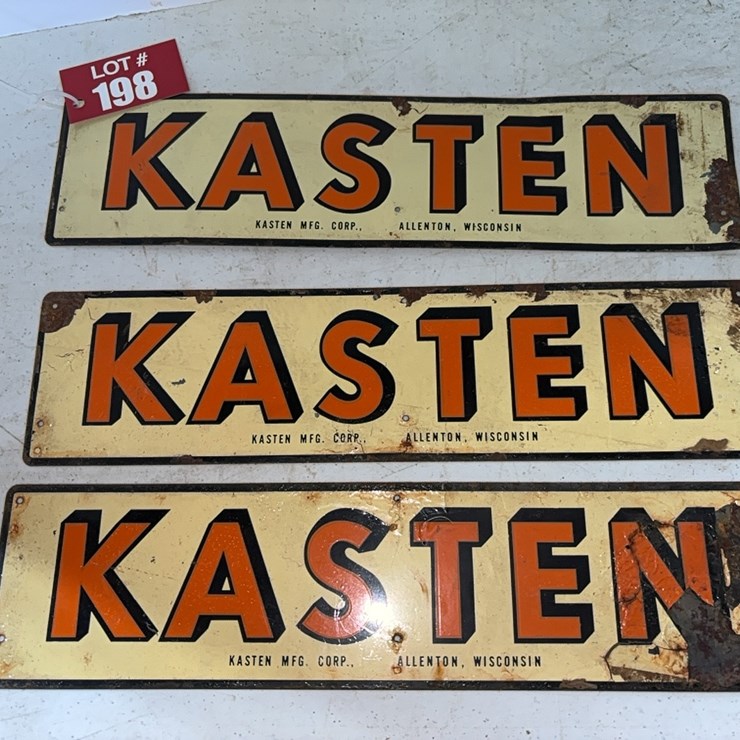 LOT #
198
KASTEN
KASTEN MFG. CORP., ALLENTON, WISCONSIN
KASTEN
KASTEN MFG. CORP., ALLENTON, WISCONSIN
KASTEN
KASTEN MFG. CORP., ALLENTON, WISCONSIN